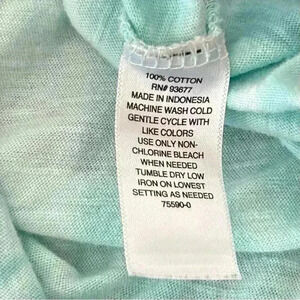 100% COTTON
RN# 93677
MADE IN INDONESIA
MACHINE WASH COLD
GENTLE CYCLE WITH
LIKE COLORS
USE ONLY NON-
CHLORINE BLEACH
WHEN NEEDED
TUMBLE DRY LOW
IRON ON LOWEST
SETTING AS NEEDED
75590-0